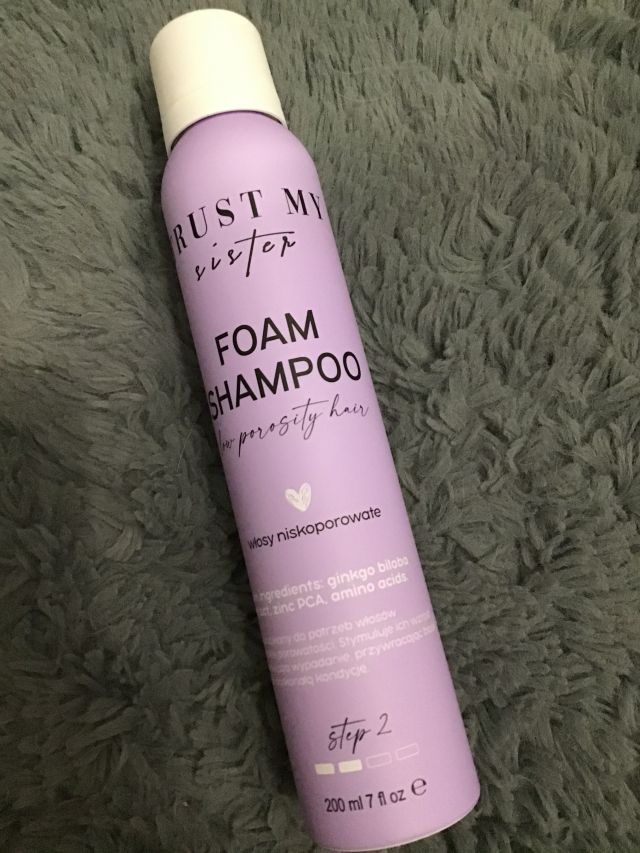 RUST MY
sister
FOAM
SHAMPOO
low porosity hair
włosy niskoporowate
ingredients: ginkgo biloba
zinc PCA, amino acids.
do potrzeb włosów
porowatości. Stymuluje ich wzrost
wypadanie, przywracając
kondycję.
step 2
200 ml 7 fl oz ℮